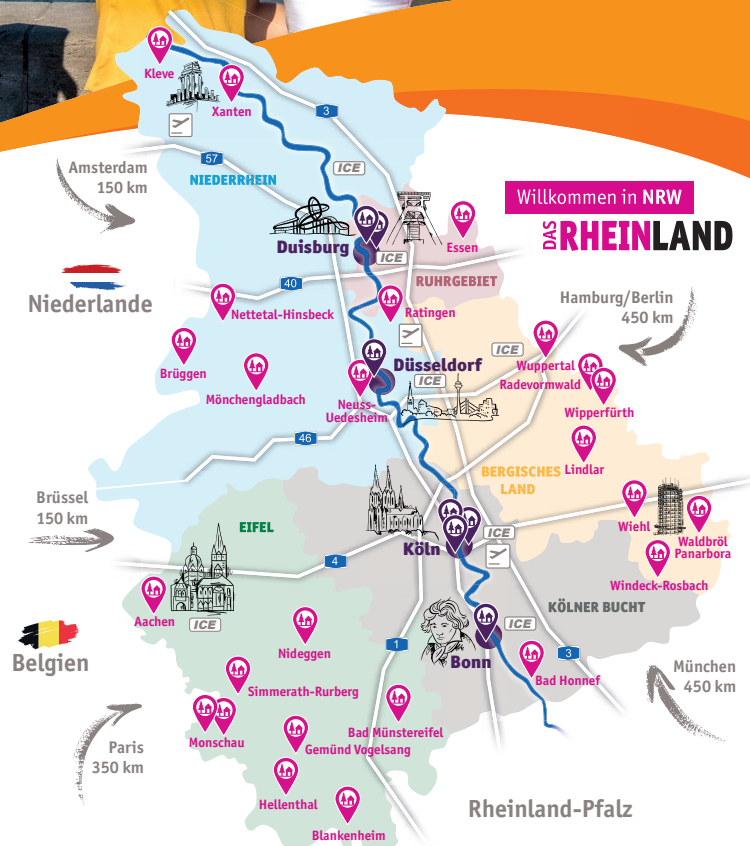 Kleve
Xanten
3
57
ICE
Amsterdam
150 km
NIEDERRHEIN
Willkommen in NRW
DAS RHEINLAND
Duisburg
Essen
ICE
RUHRGEBIET
40
Niederlande
Nettetal-Hinsbeck
Ratingen
Hamburg/Berlin
450 km
Brüggen
Mönchengladbach
Düsseldorf
ICE
ICE
Wuppertal
Radevormwald
Wipperfürth
Neuss-
Uedesheim
46
BERGISCHES
LAND
Lindlar
Brüssel
150 km
EIFEL
Köln
ICE
Wiehl
Waldbröl
Panarbora
4
Windeck-Rosbach
KÖLNER BUCHT
Aachen
ICE
Belgien
Nideggen
1
Bonn
ICE
3
Bad Honnef
München
450 km
Simmerath-Rurberg
Monschau
Bad Münstereifel
Gemünd Vogelsang
Paris
350 km
Hellenthal
Blankenheim
Rheinland-Pfalz